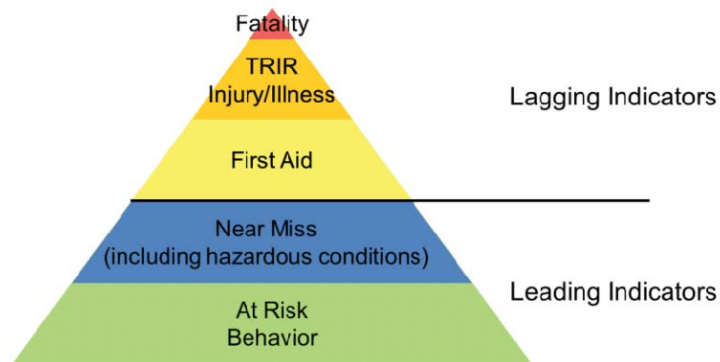 Fatality
TRIR
Injury/Illness
Lagging Indicators
First Aid
Near Miss
(including hazardous conditions)
Leading Indicators
At Risk
Behavior